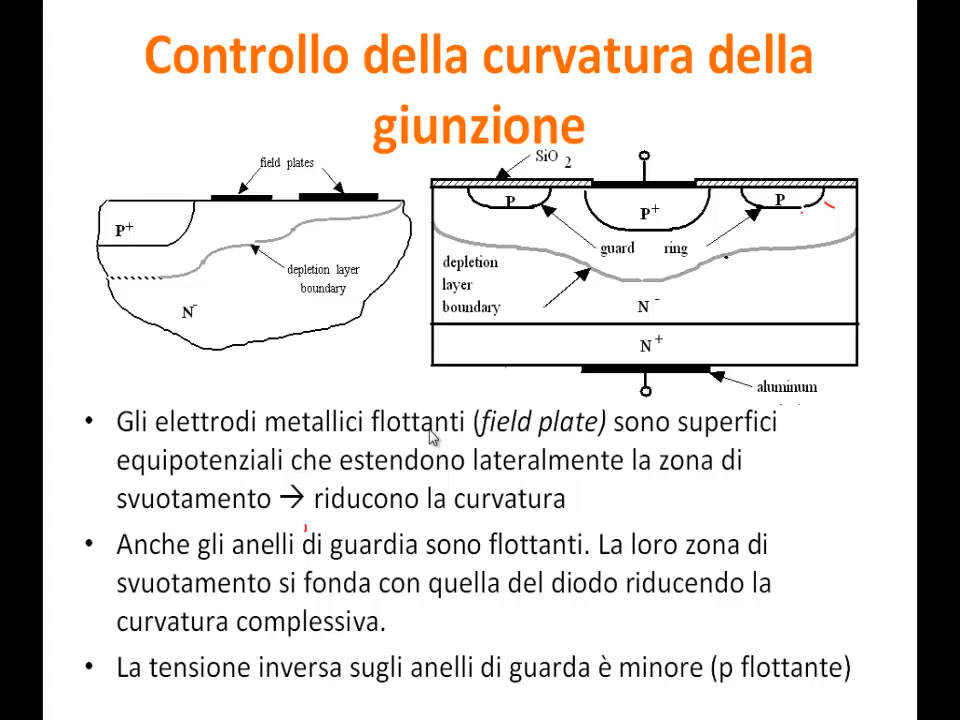 Controllo della curvatura della
giunzione
field plates
P+
depletion layer
boundary
N-
SiO2
P
P+
P
guard ring
depletion
layer
boundary
N-
N+
aluminum
• Gli elettrodi metallici flottanti (field plate) sono superfici
equipotenziali che estendono lateralmente la zona di
svuotamento → riducono la curvatura
• Anche gli anelli di guardia sono flottanti. La loro zona di
svuotamento si fonda con quella del diodo riducendo la
curvatura complessiva.
• La tensione inversa sugli anelli di guarda è minore (p flottante)